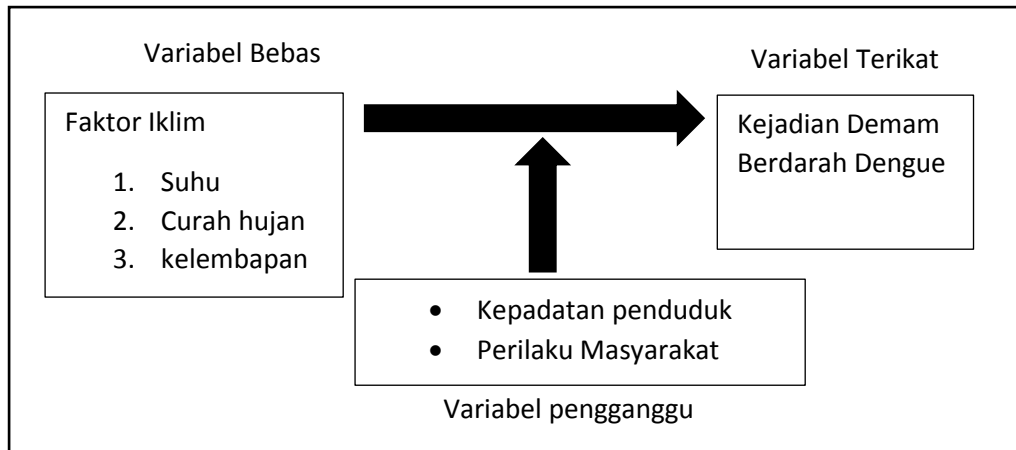 Variabel Bebas
Variabel Terikat
Faktor Iklim
1. Suhu
2. Curah hujan
3. kelembapan
Kejadian Demam
Berdarah Dengue
• Kepadatan penduduk
• Perilaku Masyarakat
Variabel pengganggu